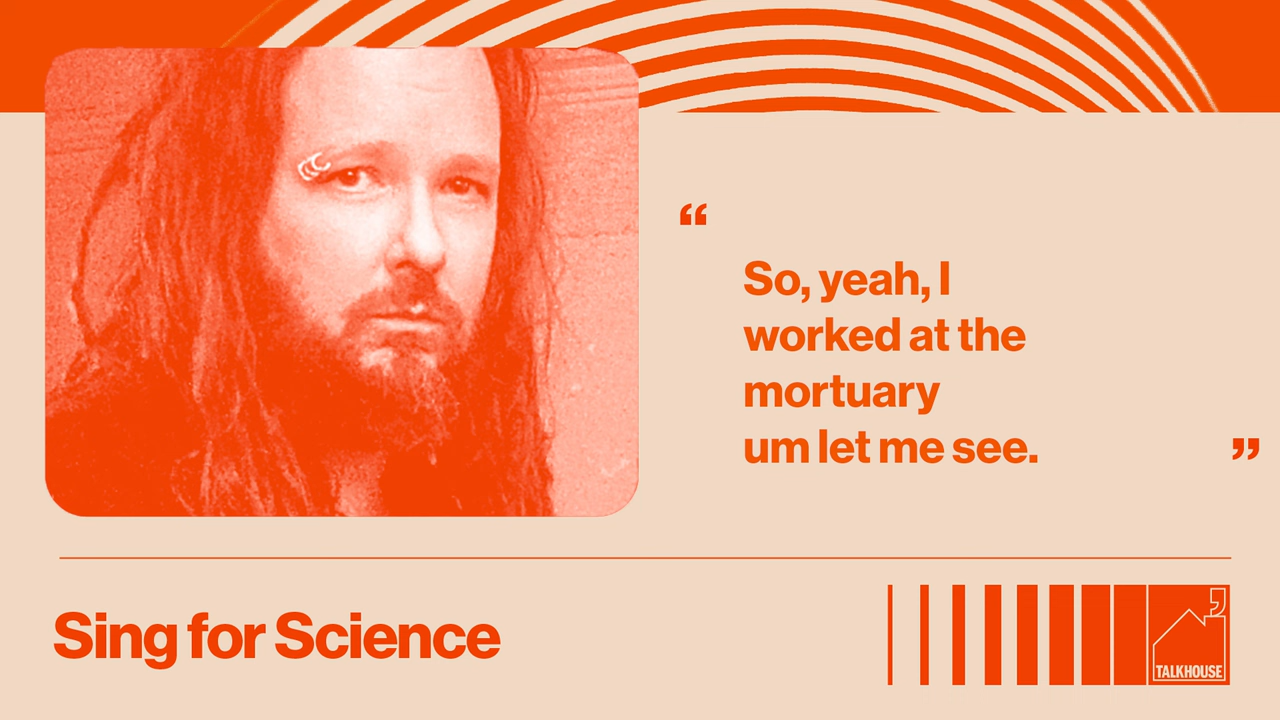 “
So, yeah, I
worked at the
mortuary
um let me see.
”
Sing for Science
TALKHOUSE